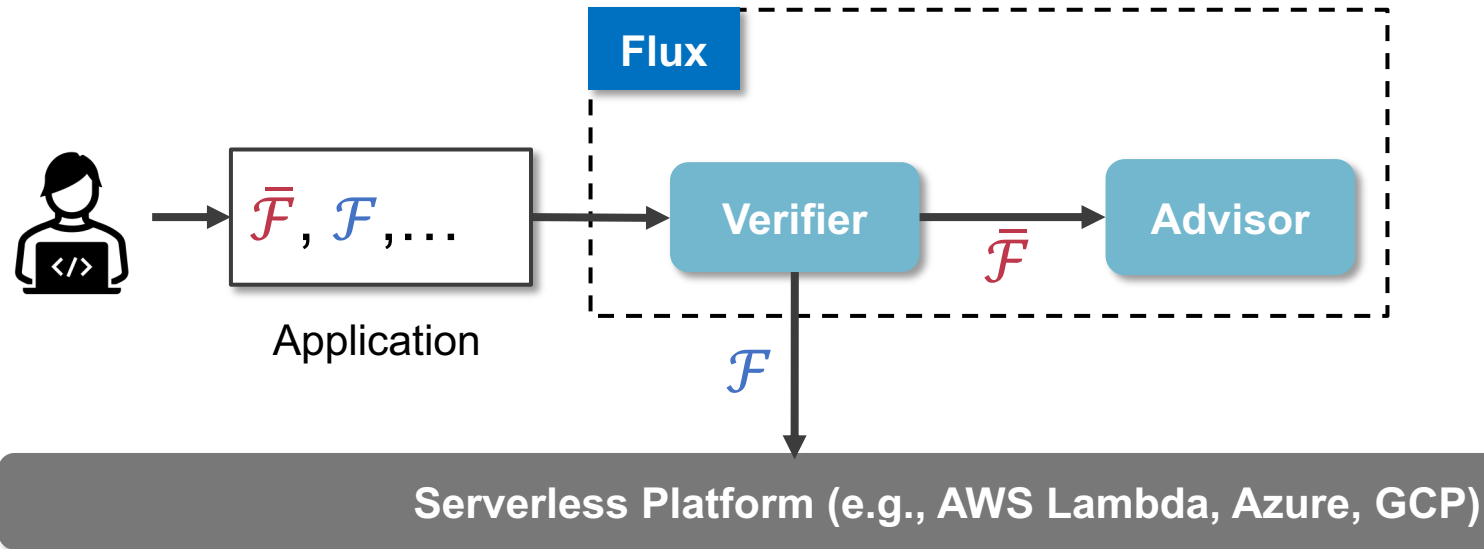 Flux
</>
ℱ̅, ℱ,...
Verifier
ℱ̅
Advisor
Application
ℱ
Serverless Platform (e.g., AWS Lambda, Azure, GCP)